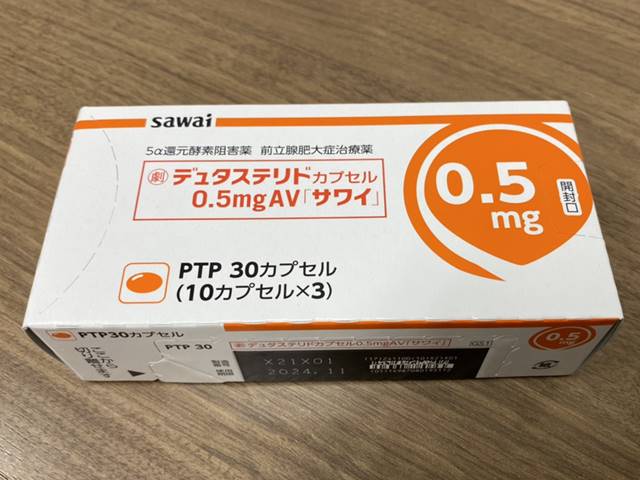 sawai
5α還元酵素阻害薬 前立腺肥大症治療薬
劇 デュタステリドカプセル
0.5mgAV「サワイ」
0.5
mg
開封口
PTP 30カプセル
(10カプセル×3)
PTP30カプセル
PTP 30
劇 デュタステリドカプセル0.5mgAV「サワイ」
GS1
0.5
mg
X21X01
2024.11